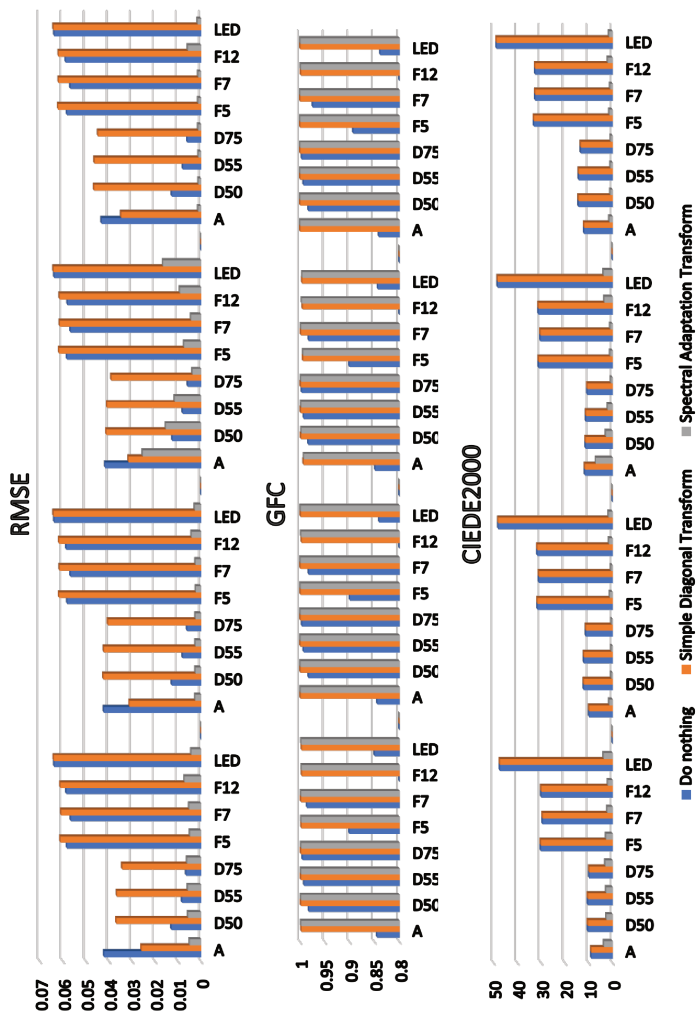 RMSE
0.07
0.06
0.05
0.04
0.03
0.02
0.01
0
A
D50
D55
D75
F5
F7
F12
LED
A
D50
D55
D75
F5
F7
F12
LED
A
D50
D55
D75
F5
F7
F12
LED
A
D50
D55
D75
F5
F7
F12
LED
GFC
1
0.95
0.9
0.85
0.8
A
D50
D55
D75
F5
F7
F12
LED
A
D50
D55
D75
F5
F7
F12
LED
A
D50
D55
D75
F5
F7
F12
LED
A
D50
D55
D75
F5
F7
F12
LED
CIEDE2000
50
40
30
20
10
0
A
D50
D55
D75
F5
F7
F12
LED
A
D50
D55
D75
F5
F7
F12
LED
A
D50
D55
D75
F5
F7
F12
LED
A
D50
D55
D75
F5
F7
F12
LED
Do nothing
Simple Diagonal Transform
Spectral Adaptation Transform